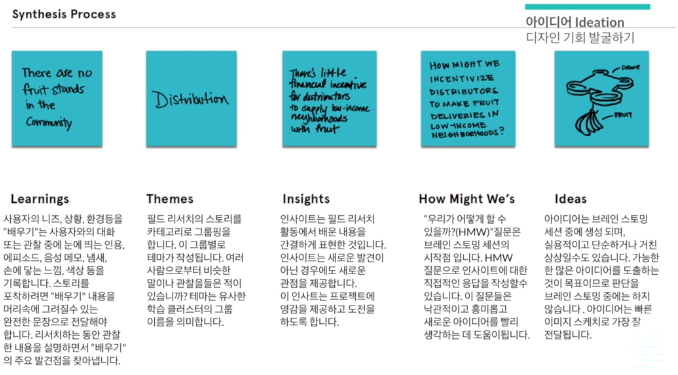 Synthesis Process
아이디어 Ideation
디자인 기회 발굴하기
There are no
fruit stands
in the
Community
Distribution
There's little
financial incentive
for distributors
to supply low-income
neighborhoods
with fruit
HOW MIGHT WE
INCENTIVIZE
DISTRIBUTORS
TO MAKE FRUIT
DELIVERIES IN
LOW-INCOME
NEIGHBORHOODS?
DRONE
FRUIT
Learnings
사용자의 니즈, 상황, 환경등을
"배우기"는 사용자와의 대화
또는 관찰 중에 눈에 띄는 인용,
에피소드, 음성 메모, 냄새,
손에 닿는 느낌, 색상 등을
기록합니다. 스토리를
포착하려면 "배우기" 내용을
머리속에 그려질수 있는
완전한 문장으로 전달해야
합니다. 리서치하는 동안 관찰
한 내용을 설명하면서 "배우기"
의 주요 발견점을 찾아냅니다.
Themes
필드 리서치의 스토리를
카테고리로 그룹핑을
합니다. 이 그룹별로
테마가 작성됩니다. 여러
사람으로부터 비슷한
말이나 관찰들들은 적이
있습니까? 테마는 유사한
학습 클러스터의 그룹
이름을 의미합니다.
Insights
인사이트는 필드 리서치
활동에서 배운 내용을
간결하게 표현한 것입니다.
인사이트는 새로운 발견이
아닌 경우에도 새로운
관점을 제공합니다.
이 인사트는 프로젝트에
영감을 제공하고 도전을
하도록 합니다.
How Might We's
"우리가 어떻게 할 수
있을까?(HMW)"질문은
브레인 스토밍 세션의
시작점 입니다. HMW
질문으로 인사이트에 대한
직접적인 응답을 작성할수
있습니다. 이 질문들은
낙관적이고 흥미롭고
새로운 아이디어를 빨리
생각하는 데 도움이됩니다.
Ideas
아이디어는 브레인 스토밍
세션 중에 생성 되며,
실용적이고 단순하거나 거친
상상일수도 있습니다. 가능한
한 많은 아이디어를 도출하는
것이 목표이므로 판단을
브레인 스토밍 중에는 하지
않습니다 . 아이디어는 빠른
이미지 스케치로 가장 잘
전달됩니다.